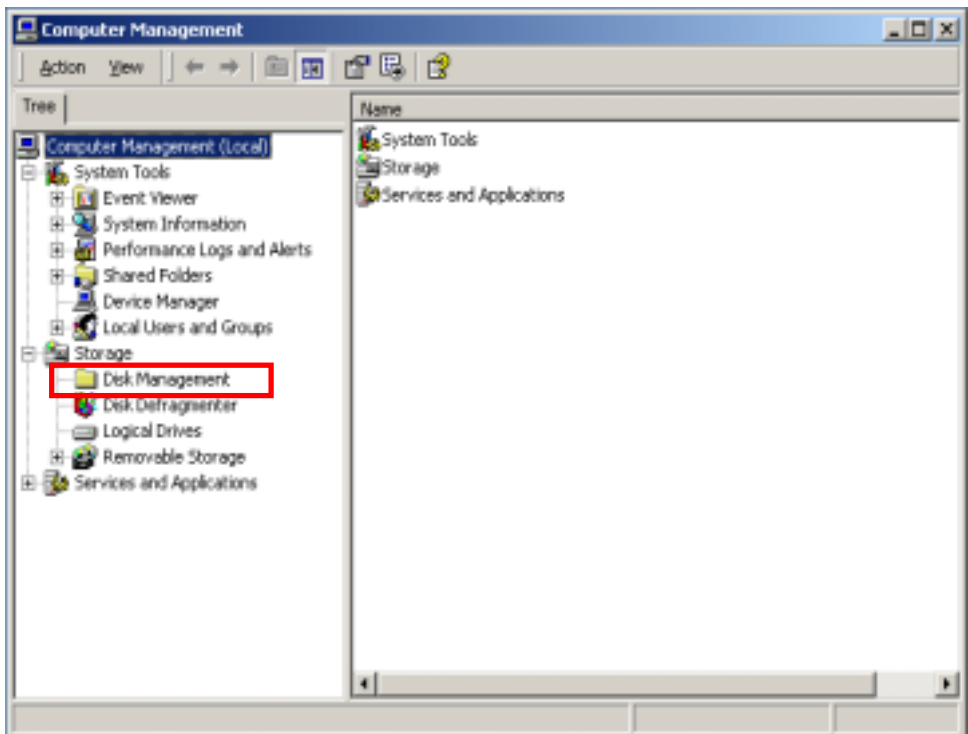 Computer Management
Action View
Tree
Name
Computer Management (Local)
System Tools
Event Viewer
System Information
Performance Logs and Alerts
Shared Folders
Device Manager
Local Users and Groups
Storage
Disk Management
Disk Defragmenter
Logical Drives
Removable Storage
Services and Applications
System Tools
Storage
Services and Applications